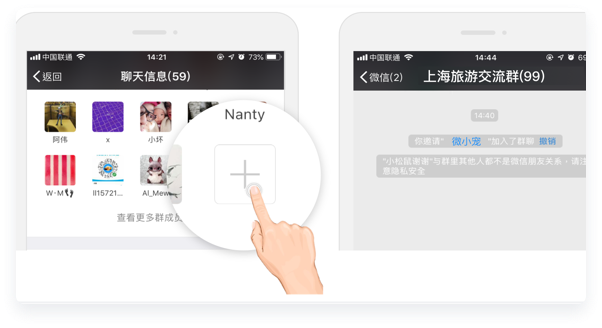 中国联通
14:21
73%
返回
聊天信息(59)
阿伟
x
小坏
W·M
ll15721...
AI_Mew
查看更多群成员
Nanty
中国联通
14:44
69
微信(2)
上海旅游交流群(99)
14:40
你邀请" 微小宠 "加入了群聊 撤销
"小松鼠谢谢"与群里其他人都不是微信朋友关系，请注
意隐私安全